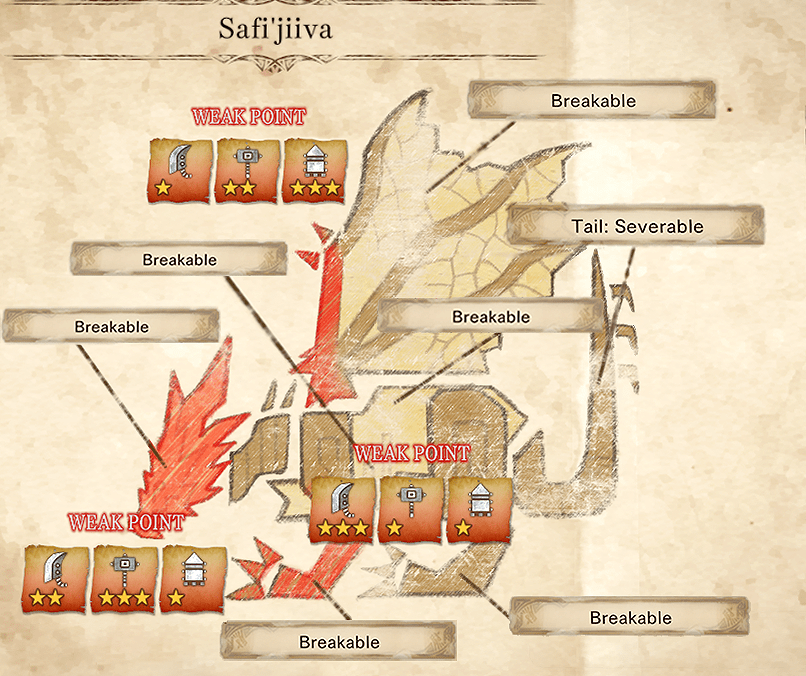 Safi'jiiva
Breakable
WEAK POINT
Tail: Severable
Breakable
Breakable
Breakable
WEAK POINT
WEAK POINT
Breakable
Breakable